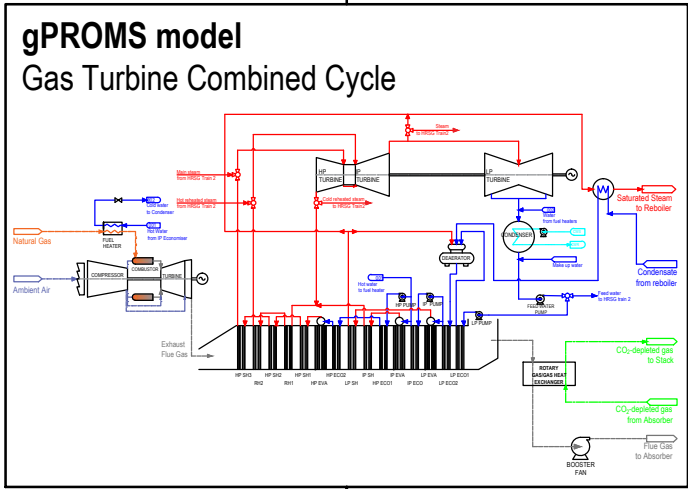 gPROMS model
Gas Turbine Combined Cycle
Steam
to HRSG Train2
Main steam
from HRSG Train 2
HP
TURBINE
IP
TURBINE
LP
TURBINE
Hot reheated steam
from HRSG Train 2
Cold reheated steam
to HRSG Train2
Saturated Steam
to Reboiler
Cold water
to Condenser
Hot Water
from IP Economiser
Water
from fuel heaters
Natural Gas
FUEL
HEATER
CONDENSER
DEAERATOR
COMBUSTOR
COMPRESSOR
TURBINE
Make up water
Condensate
from reboiler
Ambient Air
Hot water
to fuel heater
HP PUMP
IP PUMP
LP PUMP
FEED WATER
PUMP
Feed water
to HRSG train 2
Exhaust
Flue Gas
CO₂-depleted gas
to Stack
HP SH3
HP SH2
HP SH1
HP ECO2
IP SH
IP EVA
LP EVA
LP ECO1
RH2
RH1
HP EVA
LP SH
HP ECO1
IP ECO
LP ECO2
ROTARY
GAS/GAS HEAT
EXCHANGER
CO₂-depleted gas
from Absorber
Flue Gas
to Absorber
BOOSTER
FAN